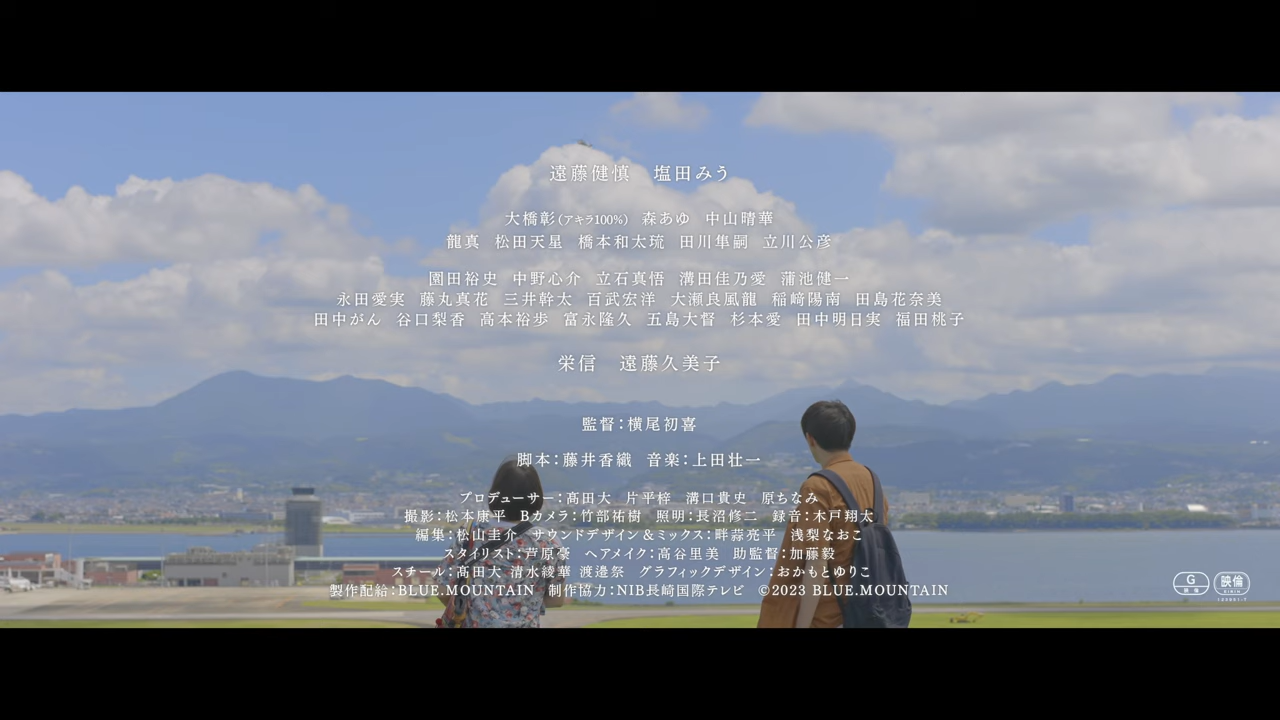 遠藤健慎 塩田みう
大橋彰(アキラ100%) 森あゆ 中山晴華
龍真 松田天星 橋本和太琉 田川隼嗣 立川公彦
園田裕史 中野心介 立石真悟 溝田佳乃愛 蒲池健一
永田愛実 藤丸真花 三井幹太 百武宏洋 大瀬良風龍 稲﨑陽南 田島花奈美
田中がん 谷口梨香 高本裕歩 富永隆久 五島大督 杉本愛 田中明日実 福田桃子
栄信 遠藤久美子
監督:横尾初喜
脚本:藤井香織 音楽:上田壮一
プロデューサー:髙田大 片平梓 溝口貴史 原ちなみ
撮影:松本康平 Bカメラ:竹部祐樹 照明:長沼修二 録音:木戸翔太
編集:松山圭介 サウンドデザイン&ミックス:畔蒜亮平 浅梨なおこ
スタイリスト:芦原豪 ヘアメイク:高谷里美 助監督:加藤毅
スチール:髙田大 清水綾華 渡邉祭 グラフィックデザイン:おかもとゆりこ
製作配給:BLUE.MOUNTAIN 制作協力:NIB長崎国際テレビ ©2023 BLUE.MOUNTAIN
G 映倫
映倫
EIRIN